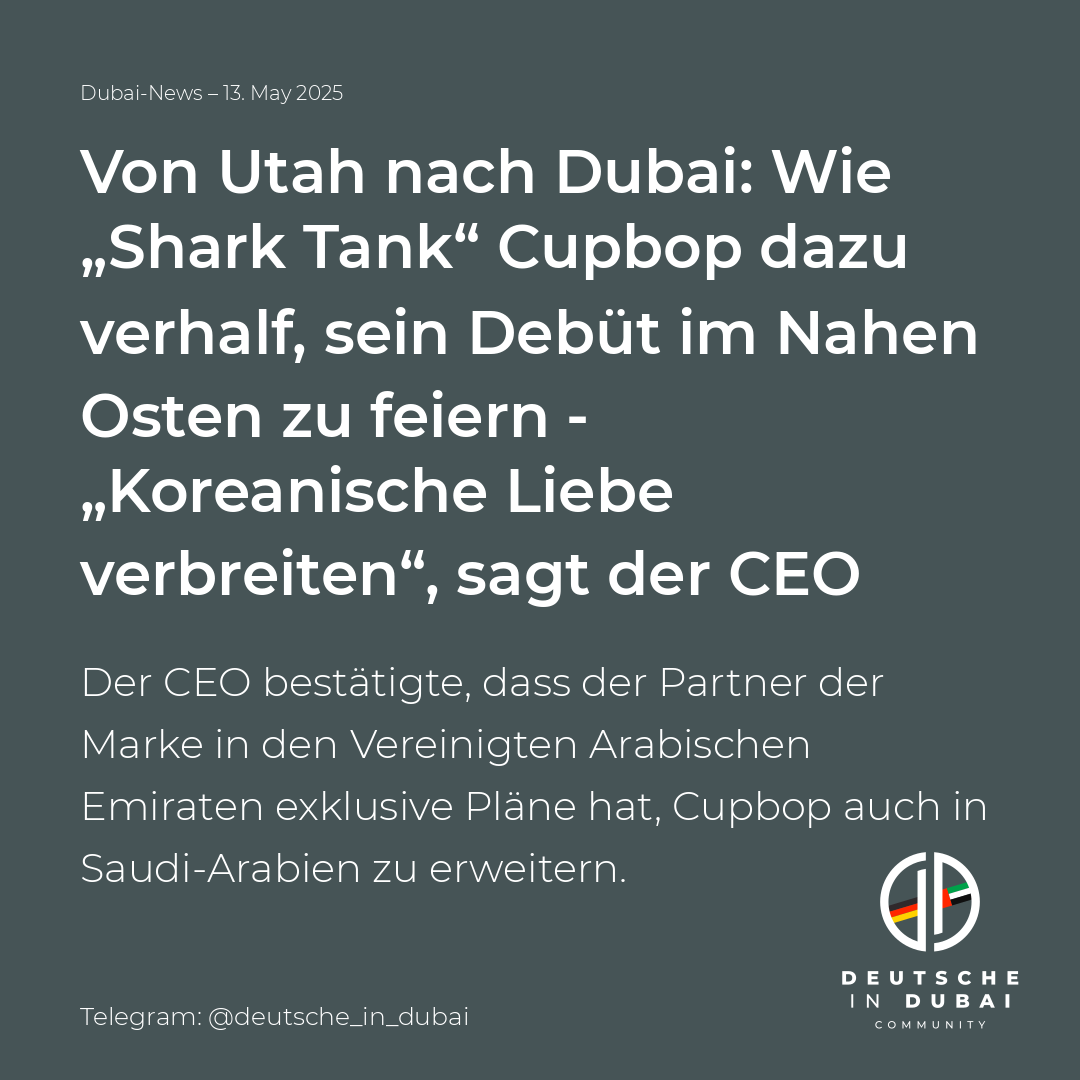 Dubai-News – 13. May 2025
Von Utah nach Dubai: Wie
„Shark Tank“ Cupbop dazu
verhalf, sein Debüt im Nahen
Osten zu feiern -
„Koreanische Liebe
verbreiten“, sagt der CEO
Der CEO bestätigte, dass der Partner der
Marke in den Vereinigten Arabischen
Emiraten exklusive Pläne hat, Cupbop auch in
Saudi-Arabien zu erweitern.
DEUTSCHE
IN DUBAI
COMMUNITY
Telegram: @deutsche_in_dubai